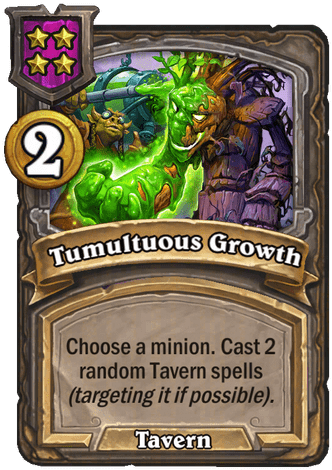 2
Tumultuous Growth
Choose a minion. Cast 2
random Tavern spells
(targeting it if possible).
Tavern